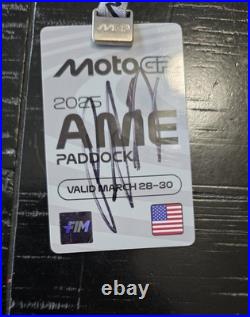 MotoGP
2025
AME
PADDOCK
VALID MARCH 28-30
FIM